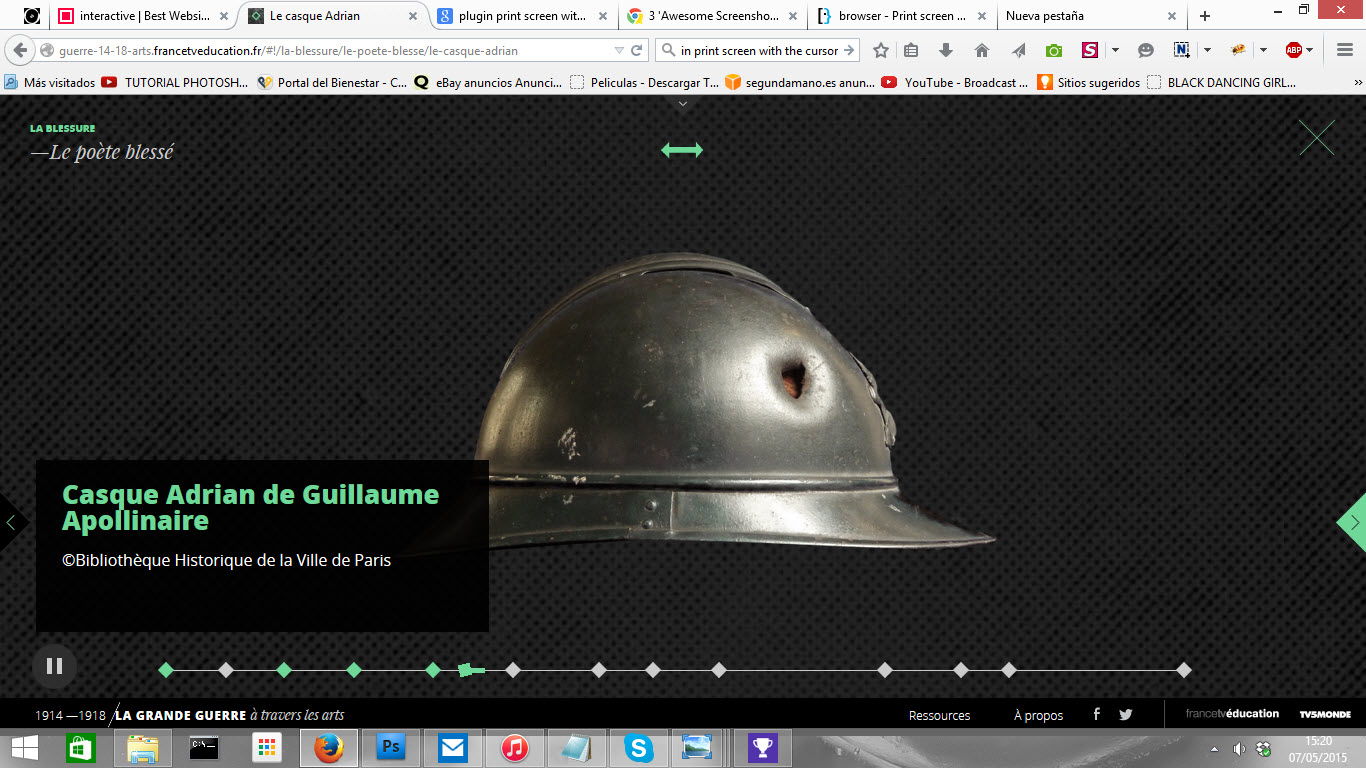 interactive | Best Websi...
Le casque Adrian
plugin print screen wit...
3 'Awesome Screensho...
browser - Print screen ...
Nueva pestaña
guerre-14-18-arts.francetveducation.fr/#!/la-blessure/le-poete-blesse/le-casque-adrian
in print screen with the cursor
Más visitados
TUTORIAL PHOTOSH...
Portal del Bienestar - C...
eBay anuncios Anunci...
Peliculas - Descargar T...
segundamano.es anun...
YouTube - Broadcast ...
Sitios sugeridos
BLACK DANCING GIRL...
LA BLESSURE
—Le poète blessé
Casque Adrian de Guillaume
Apollinaire
©Bibliothèque Historique de la Ville de Paris
1914 —1918 / LA GRANDE GUERRE à travers les arts
Ressources
À propos
francetvéducation
TV5MONDE
C:\_
Ps
15:20
07/05/2015